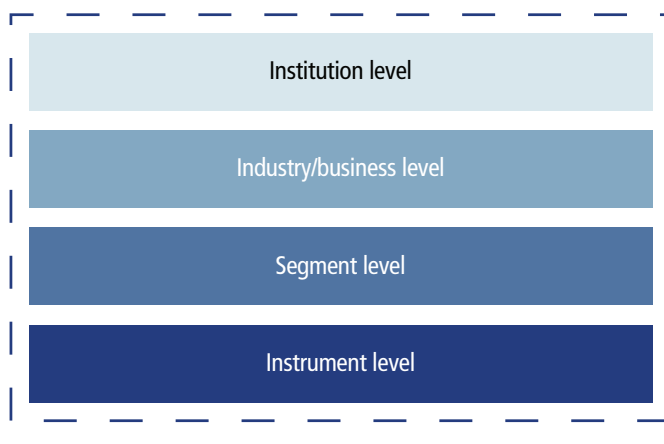 Institution level
Industry/business level
Segment level
Instrument level